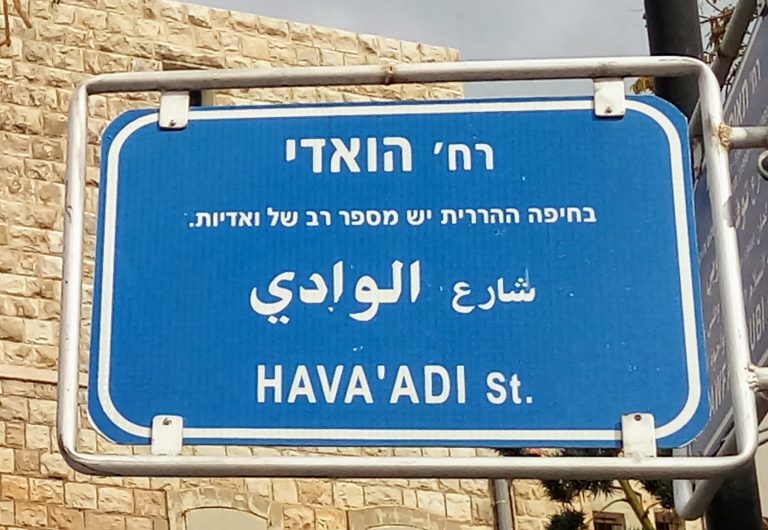 רח' הואדי
בחיפה ההררית יש מספר רב של ואדיות.
شارع الوادي
HAVA'ADI St.